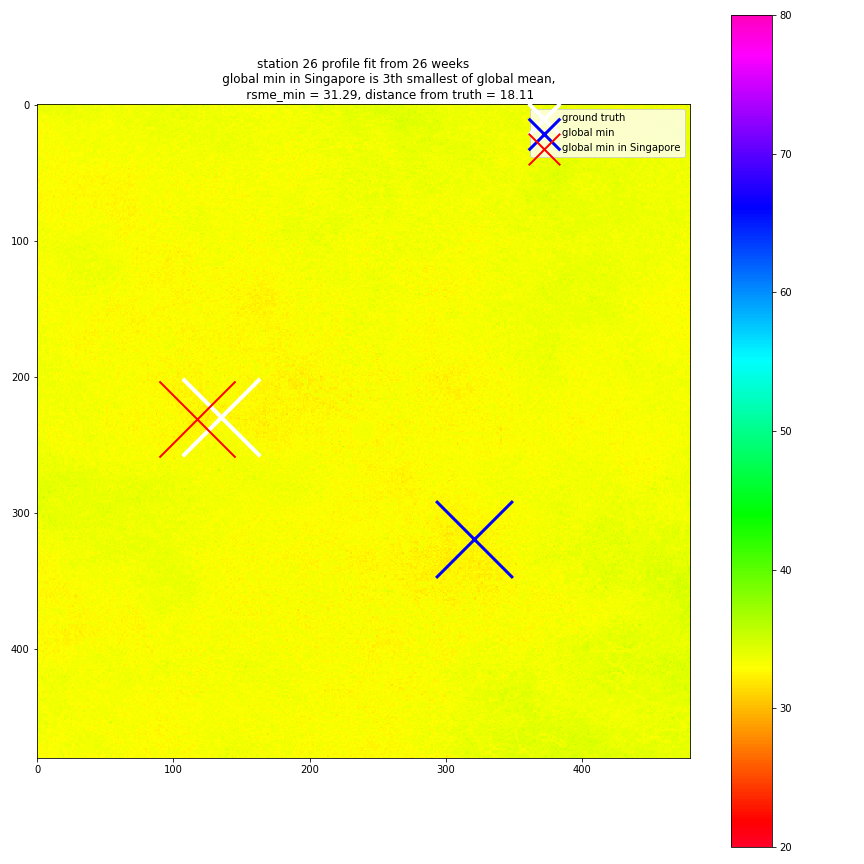 station 26 profile fit from 26 weeks
global min in Singapore is 3th smallest of global mean,
rsme_min = 31.29, distance from truth = 18.11
ground truth
global min
global min in Singapore
0
100
200
300
400
0
100
200
300
400
80
70
60
50
40
30
20